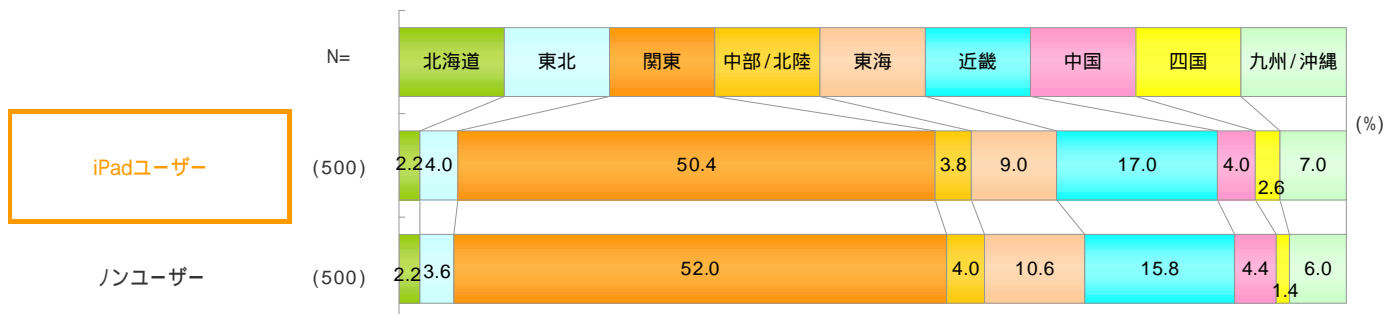 N= 北海道 東北 関東 中部/北陸 東海 近畿 中国 四国 九州/沖縄
(%)
iPadユーザー (500) 2.2 4.0 50.4 3.8 9.0 17.0 4.0 2.6 7.0
ノンユーザー (500) 2.2 3.6 52.0 4.0 10.6 15.8 4.4 1.4 6.0